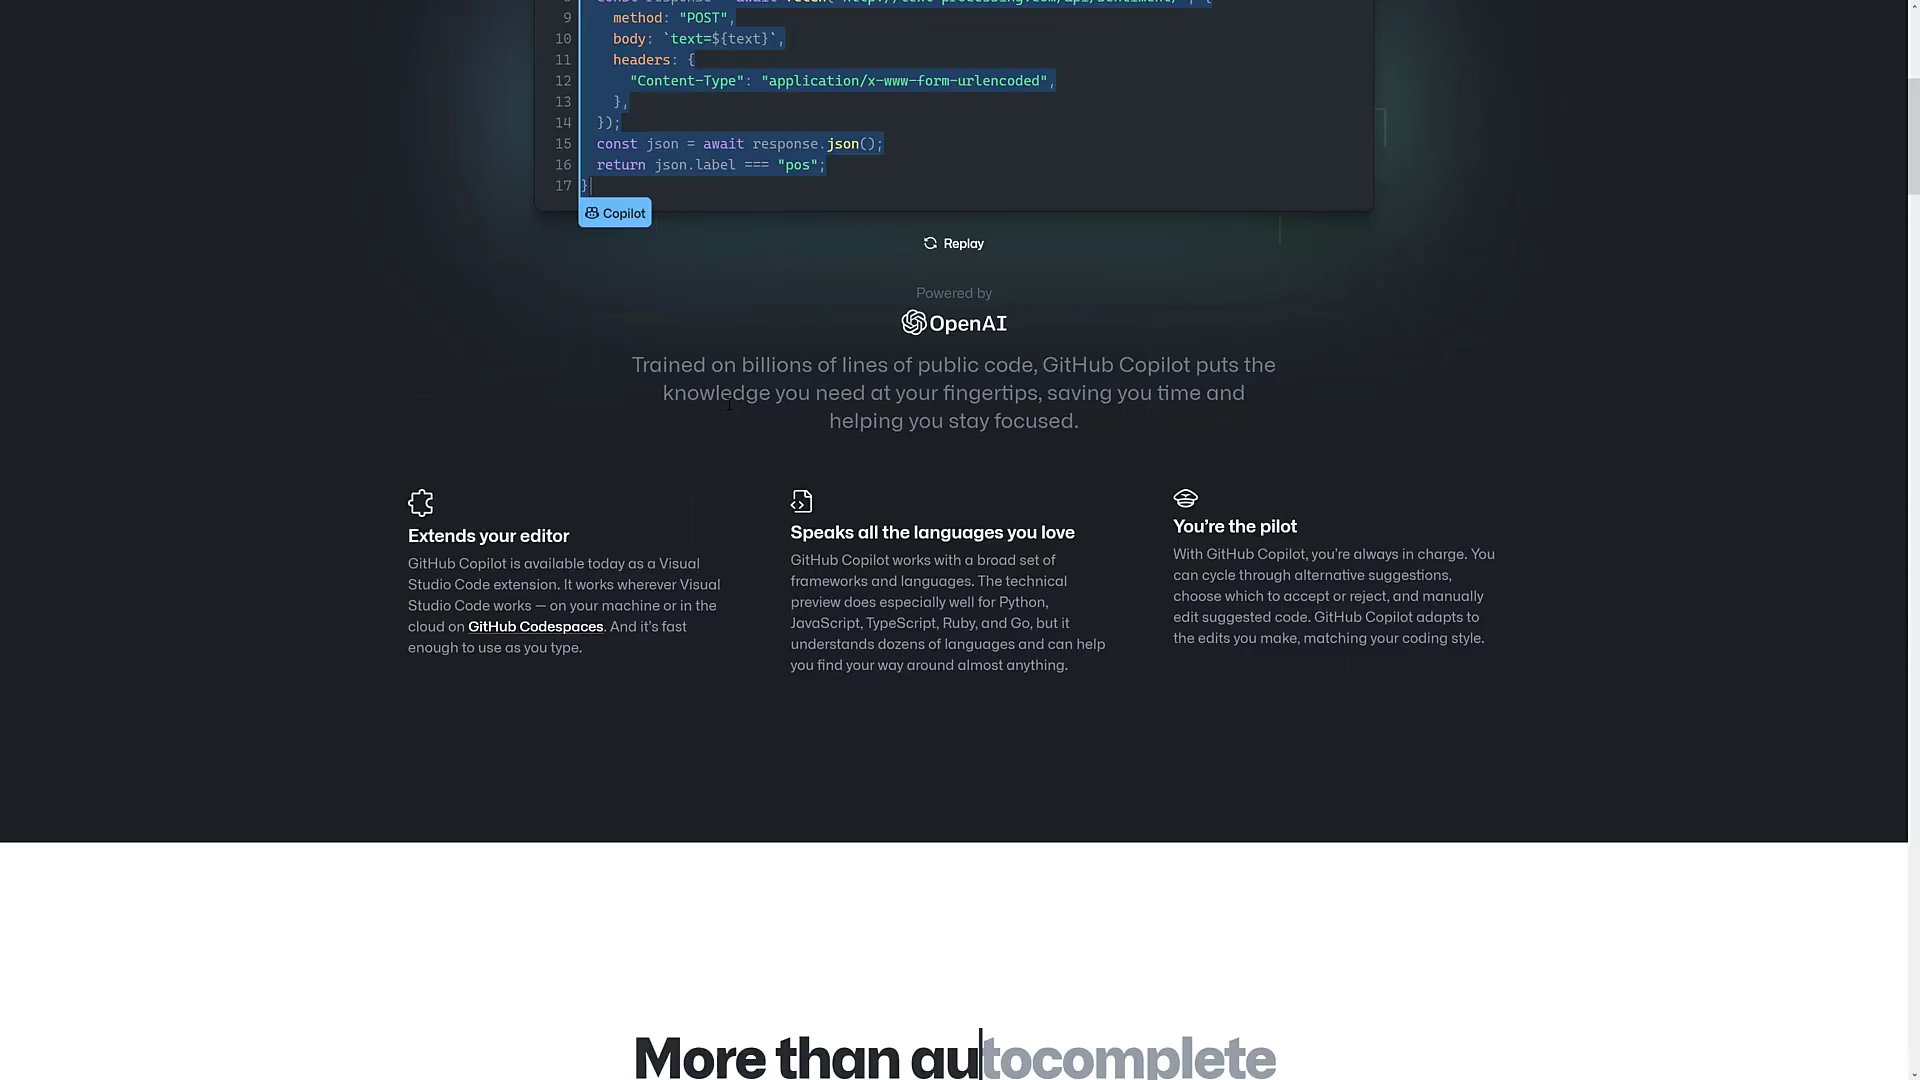 9 method: "POST",
10 body: `text=${text}`,
11 headers: {
12 "Content-Type": "application/x-www-form-urlencoded",
13 },
14 });
15 const json = await response.json();
16 return json.label === "pos";
17 }
Copilot
Replay
Powered by
OpenAI
Trained on billions of lines of public code, GitHub Copilot puts the
knowledge you need at your fingertips, saving you time and
helping you stay focused.
Extends your editor
GitHub Copilot is available today as a Visual
Studio Code extension. It works wherever Visual
Studio Code works — on your machine or in the
cloud on GitHub Codespaces. And it's fast
enough to use as you type.
Speaks all the languages you love
GitHub Copilot works with a broad set of
frameworks and languages. The technical
preview does especially well for Python,
JavaScript, TypeScript, Ruby, and Go, but it
understands dozens of languages and can help
you find your way around almost anything.
You're the pilot
With GitHub Copilot, you're always in charge. You
can cycle through alternative suggestions,
choose which to accept or reject, and manually
edit suggested code. GitHub Copilot adapts to
the edits you make, matching your coding style.
More than autocomplete